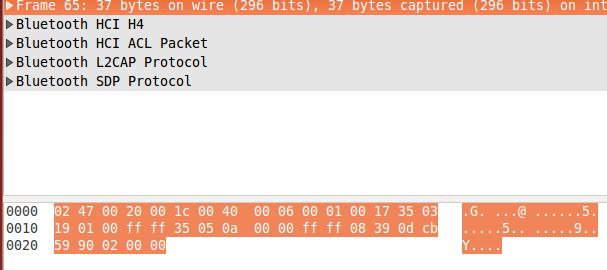 Frame 65: 37 bytes on wire (296 bits), 37 bytes captured (296 bits) on int
Bluetooth HCI H4
Bluetooth HCI ACL Packet
Bluetooth L2CAP Protocol
Bluetooth SDP Protocol
0000 02 47 00 20 00 1c 00 40 00 06 00 01 00 17 35 03 .G. ...@ ......5.
0010 19 01 00 ff ff 35 05 0a 00 00 ff ff 08 39 0d cb .....5.. .....9..
0020 59 90 02 00 00 Y....